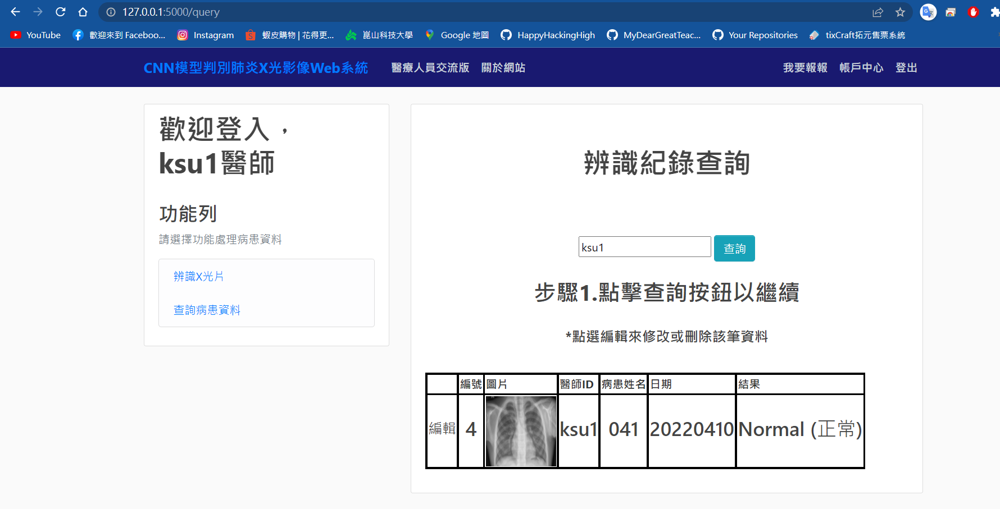 127.0.0.1:5000/query
YouTube 歡迎來到 Faceboo... Instagram 蝦皮購物 | 花得更... 崑山科技大學 Google 地圖 HappyHackingHigh MyDearGreatTeac... Your Repositories tixCraft拓元售票系統
CNN模型判別肺炎X光影像Web系統 醫療人員交流版 關於網站 我要報報 帳戶中心 登出
歡迎登入，
ksu1醫師
功能列
請選擇功能處理病患資料
辨識X光片
查詢病患資料
辨識紀錄查詢
ksu1 查詢
步驟1.點擊查詢按鈕以繼續
*點選編輯來修改或刪除該筆資料
編號 圖片 醫師ID 病患姓名 日期 結果
編輯 4 ksu1 041 20220410 Normal (正常)